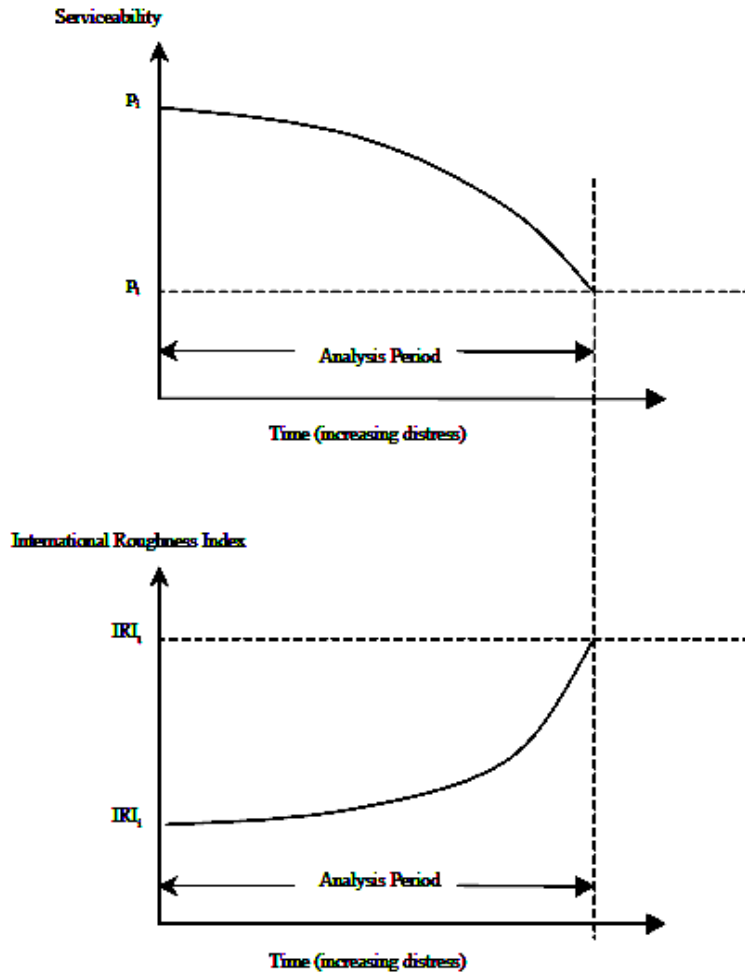 Serviceability
Pi
Pt
Analysis Period
Time (increasing distress)
International Roughness Index
IRIt
IRIi
Analysis Period
Time (increasing distress)